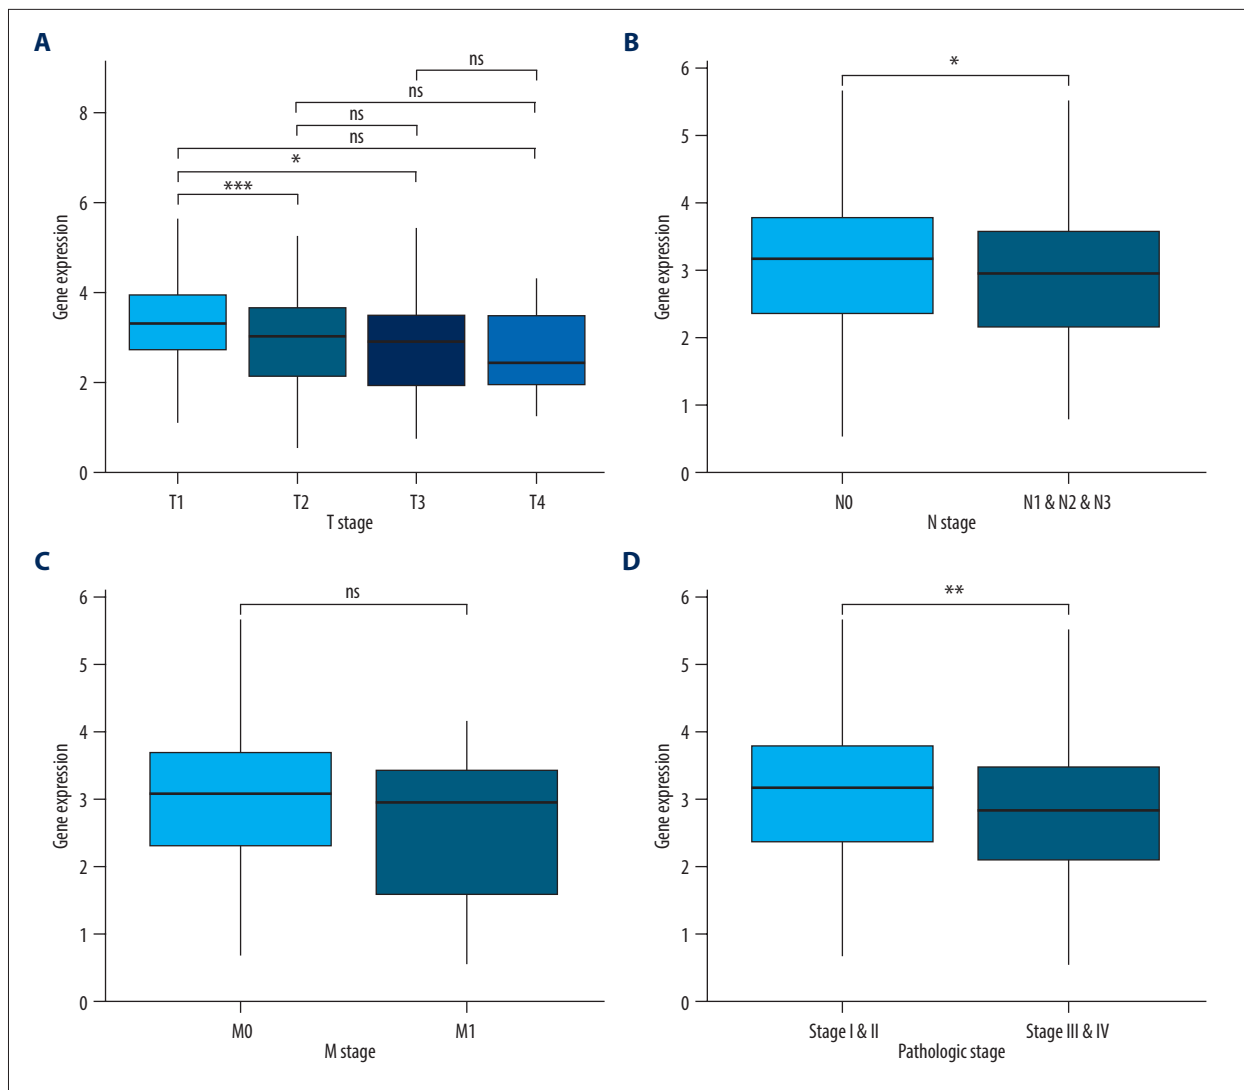 A
ns
ns
ns
ns
*
***
8
6
4
2
0
Gene expression
T1 T2 T3 T4
T stage
B
*
6
5
4
3
2
1
0
Gene expression
N0 N1 & N2 & N3
N stage
C
ns
6
5
4
3
2
1
0
Gene expression
M0 M1
M stage
D
**
6
5
4
3
2
1
0
Gene expression
Stage I & II Stage III & IV
Pathologic stage